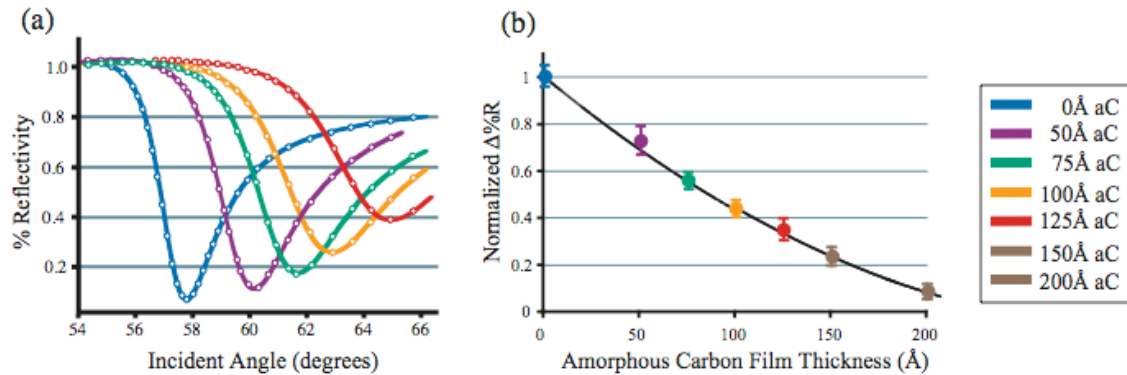 (a)
% Reflectivity
1.0
0.8
0.6
0.4
0.2
54
56
58
60
62
64
66
Incident Angle (degrees)
(b)
Normalized Δ%R
1
0.8
0.6
0.4
0.2
0
0
50
100
150
200
Amorphous Carbon Film Thickness (Å)
0Å aC
50Å aC
75Å aC
100Å aC
125Å aC
150Å aC
200Å aC